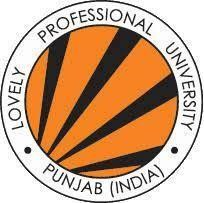 LOVELY PROFESSIONAL UNIVERSITY
PUNJAB (INDIA)